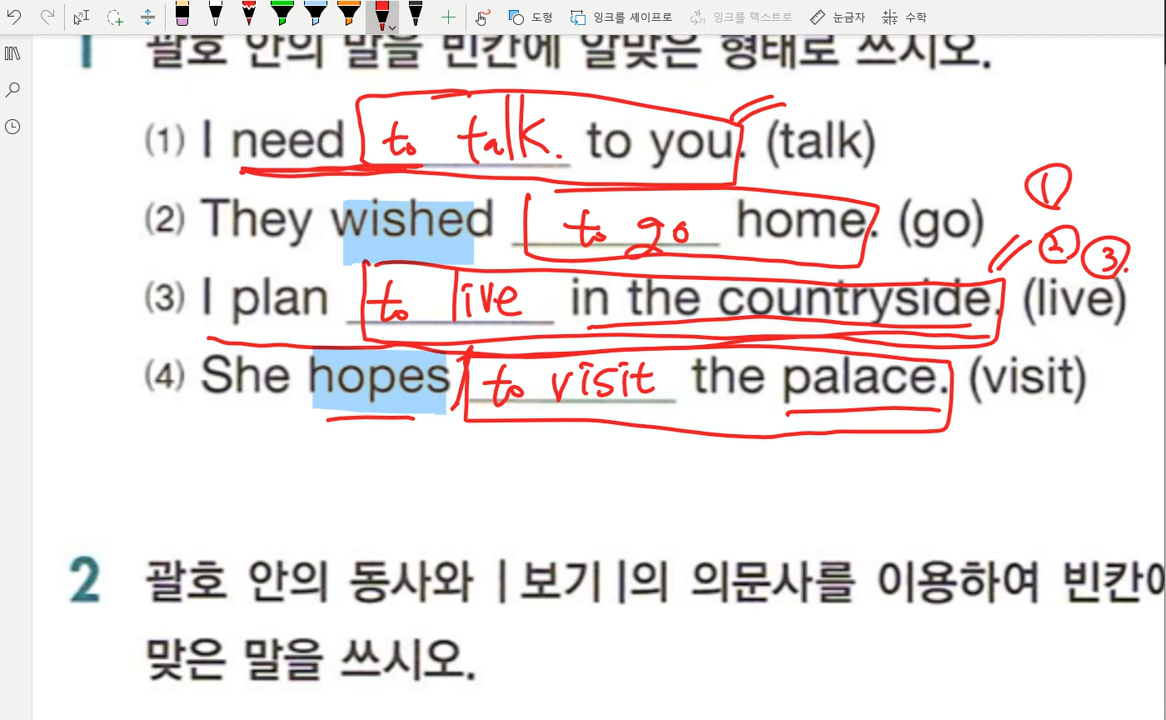 도형 잉크를 셰이프로 잉크를 텍스트로 눈금자 수학
1 괄호 안의 말을 빈칸에 알맞은 형태로 쓰시오.
(1) I need to talk. to you. (talk)
①
(2) They wished to go home. (go)
② ③.
(3) I plan to live in the countryside. (live)
(4) She hopes to visit the palace. (visit)
2 괄호 안의 동사와 |보기|의 의문사를 이용하여 빈칸에
맞은 말을 쓰시오.